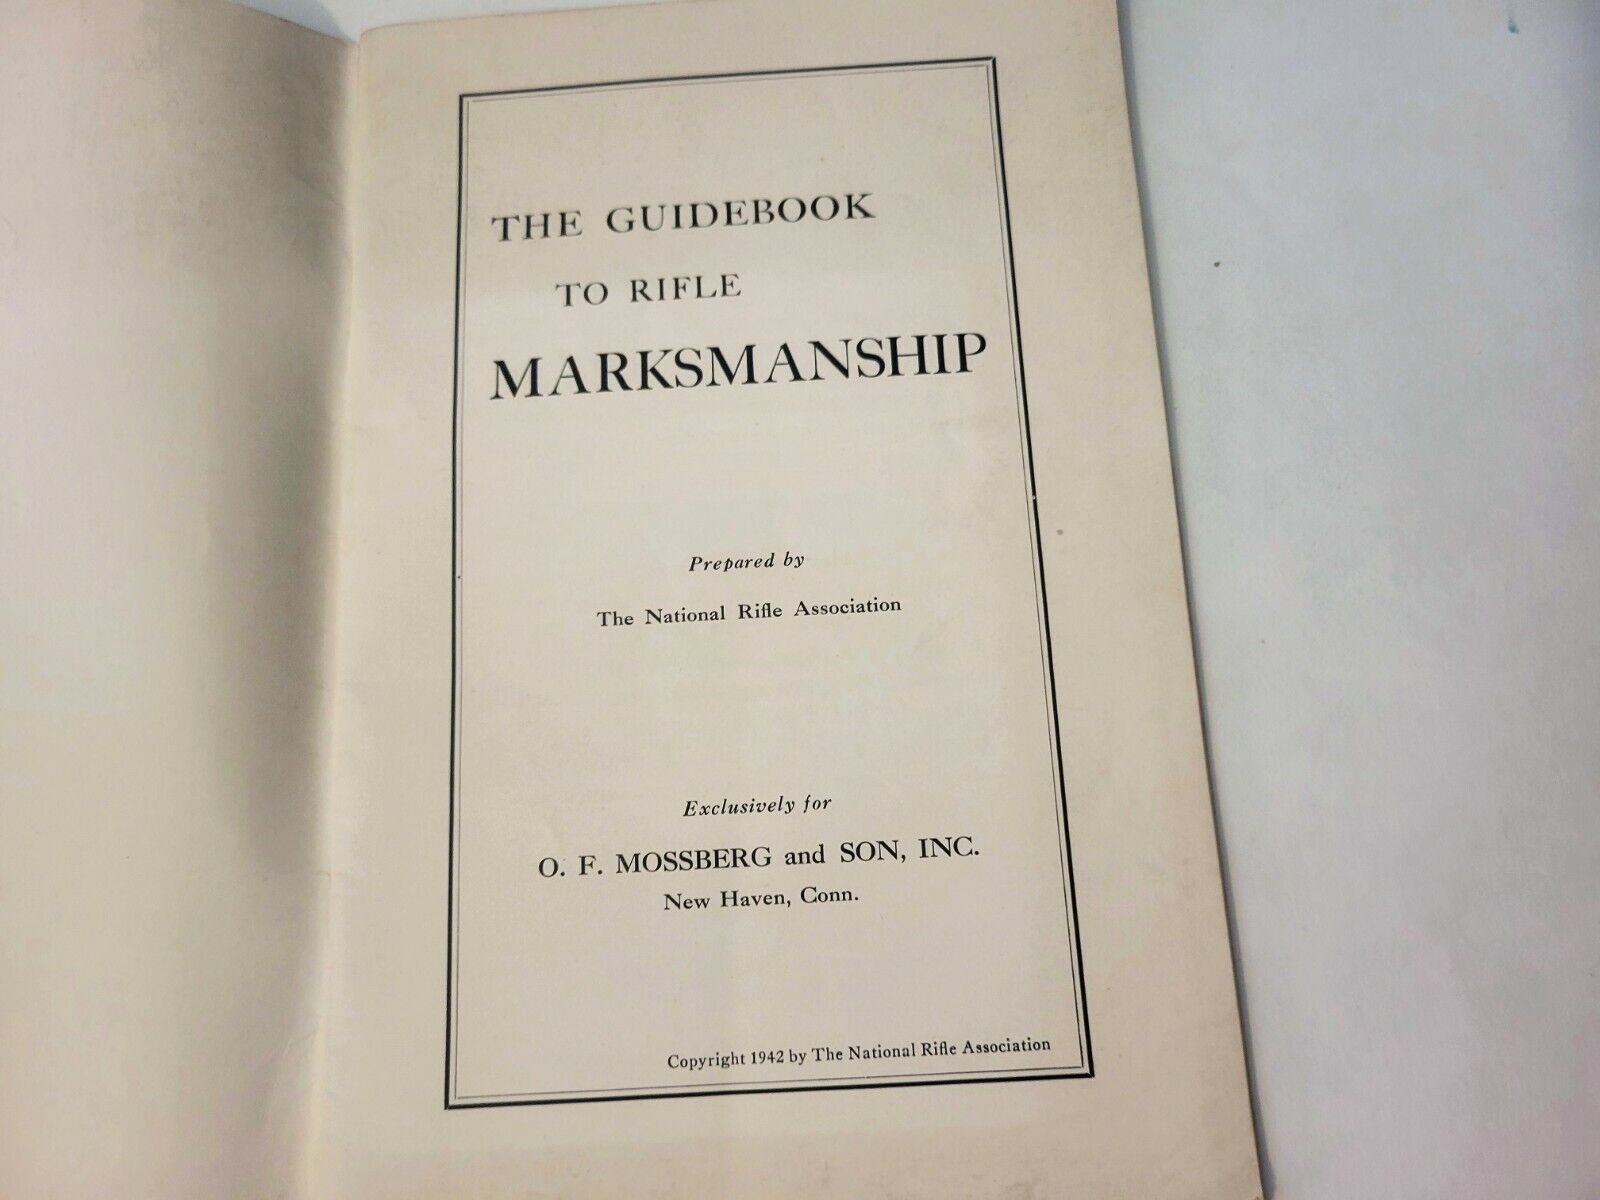 THE GUIDEBOOK
TO RIFLE
MARKSMANSHIP
Prepared by
The National Rifle Association
Exclusively for
O. F. MOSSBERG and SON, INC.
New Haven, Conn.
Copyright 1942 by The National Rifle Association